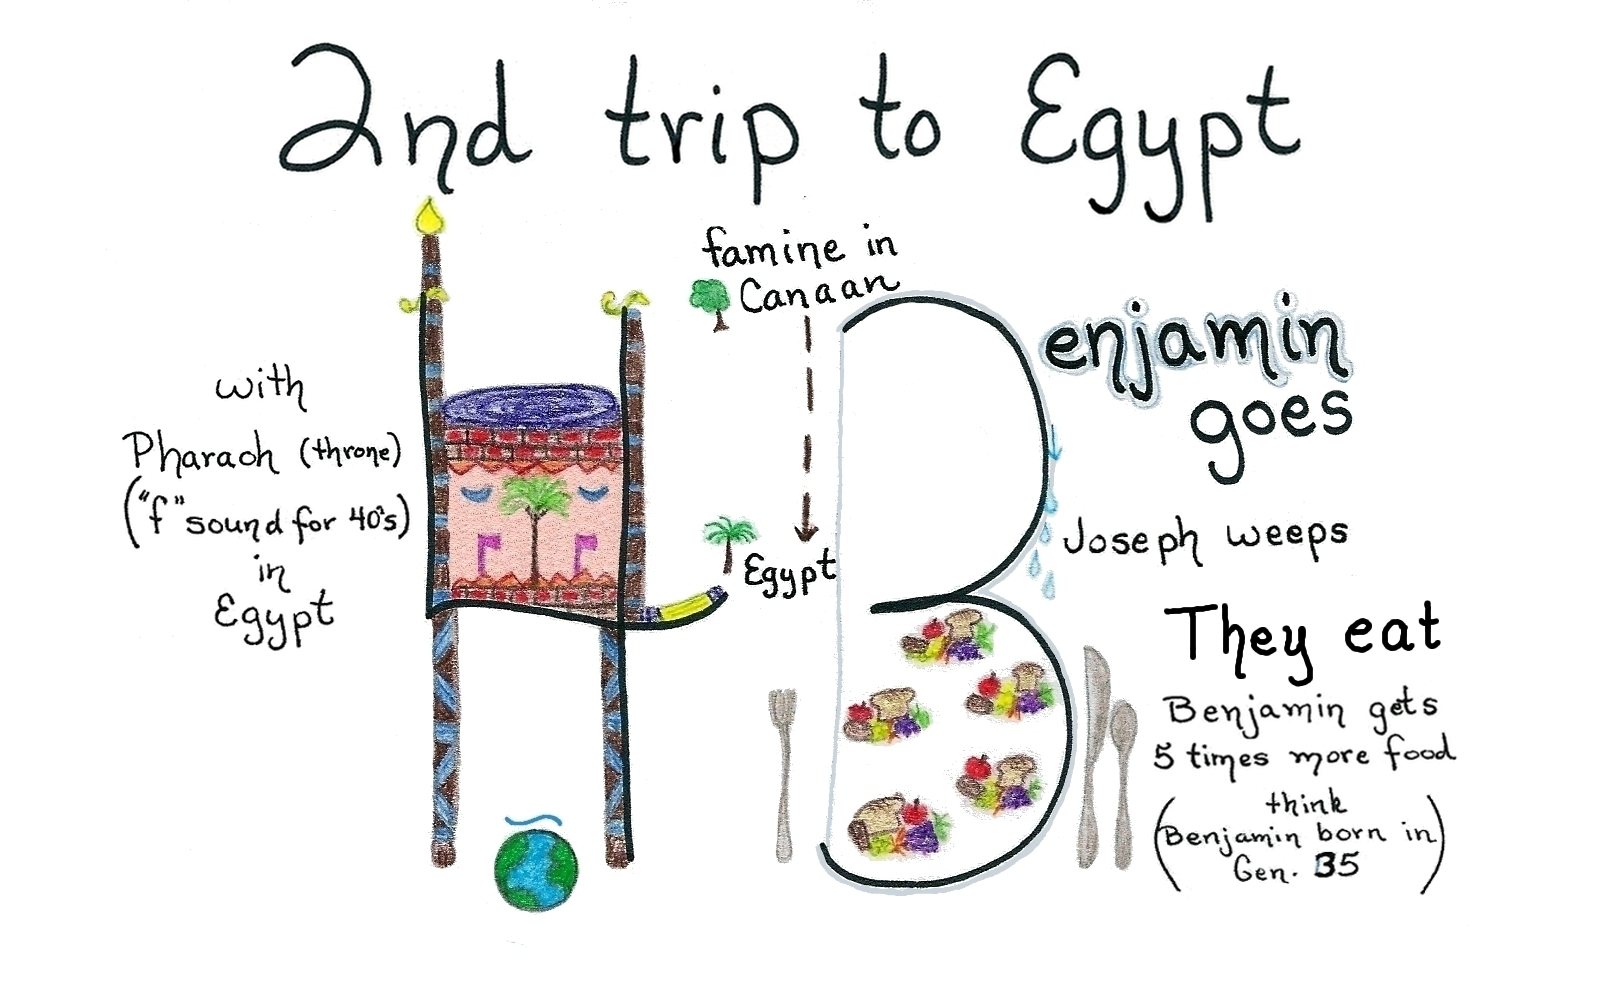 2nd trip to Egypt
famine in
Canaan
Egypt
with
Pharaoh (throne)
("f" sound for 40's)
in
Egypt
Benjamin
goes
Joseph weeps
They eat
Benjamin gets
5 times more food
(think
Benjamin born in
Gen. 35)